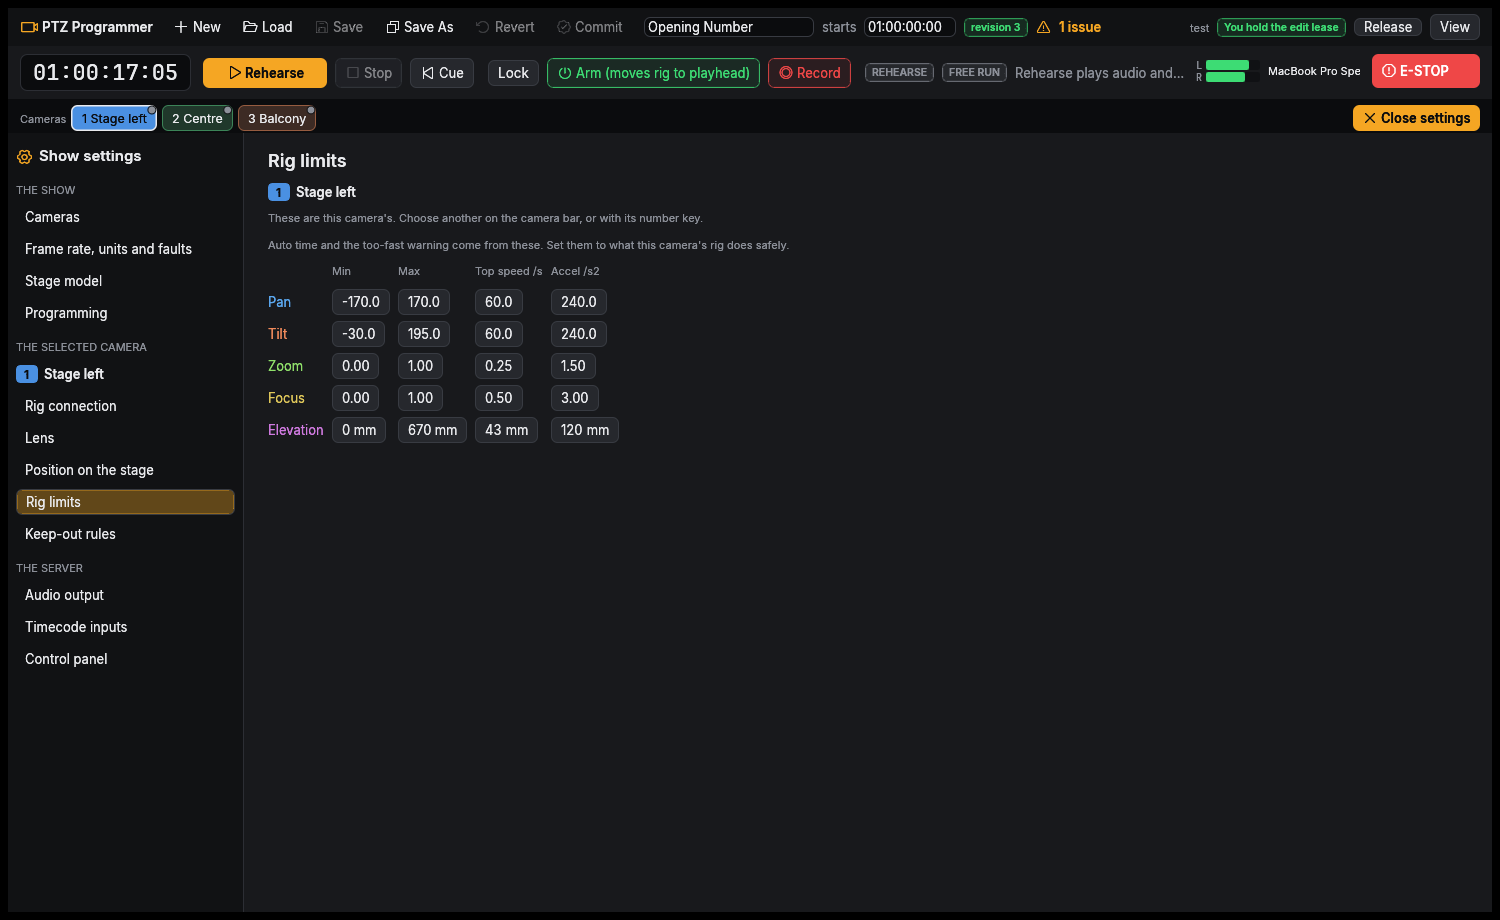 PTZ Programmer New Load Save Save As Revert Commit Opening Number starts 01:00:00:00 revision 3 1 issue test You hold the edit lease Release View
01:00:17:05 Rehearse Stop Cue Lock Arm (moves rig to playhead) Record REHEARSE FREE RUN Rehearse plays audio and... L R MacBook Pro Spe E-STOP
Cameras 1 Stage left 2 Centre 3 Balcony Close settings
Show settings
THE SHOW
Cameras
Frame rate, units and faults
Stage model
Programming
THE SELECTED CAMERA
1 Stage left
Rig connection
Lens
Position on the stage
Rig limits
Keep-out rules
THE SERVER
Audio output
Timecode inputs
Control panel
Rig limits
1 Stage left
These are this camera's. Choose another on the camera bar, or with its number key.
Auto time and the too-fast warning come from these. Set them to what this camera's rig does safely.
Min Max Top speed /s Accel /s2
Pan -170.0 170.0 60.0 240.0
Tilt -30.0 195.0 60.0 240.0
Zoom 0.00 1.00 0.25 1.50
Focus 0.00 1.00 0.50 3.00
Elevation 0 mm 670 mm 43 mm 120 mm